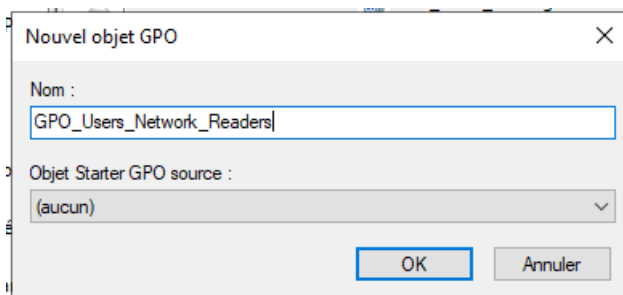 Nouvel objet GPO
Nom :
GPO_Users_Network_Readers
Objet Starter GPO source :
(aucun)
OK Annuler